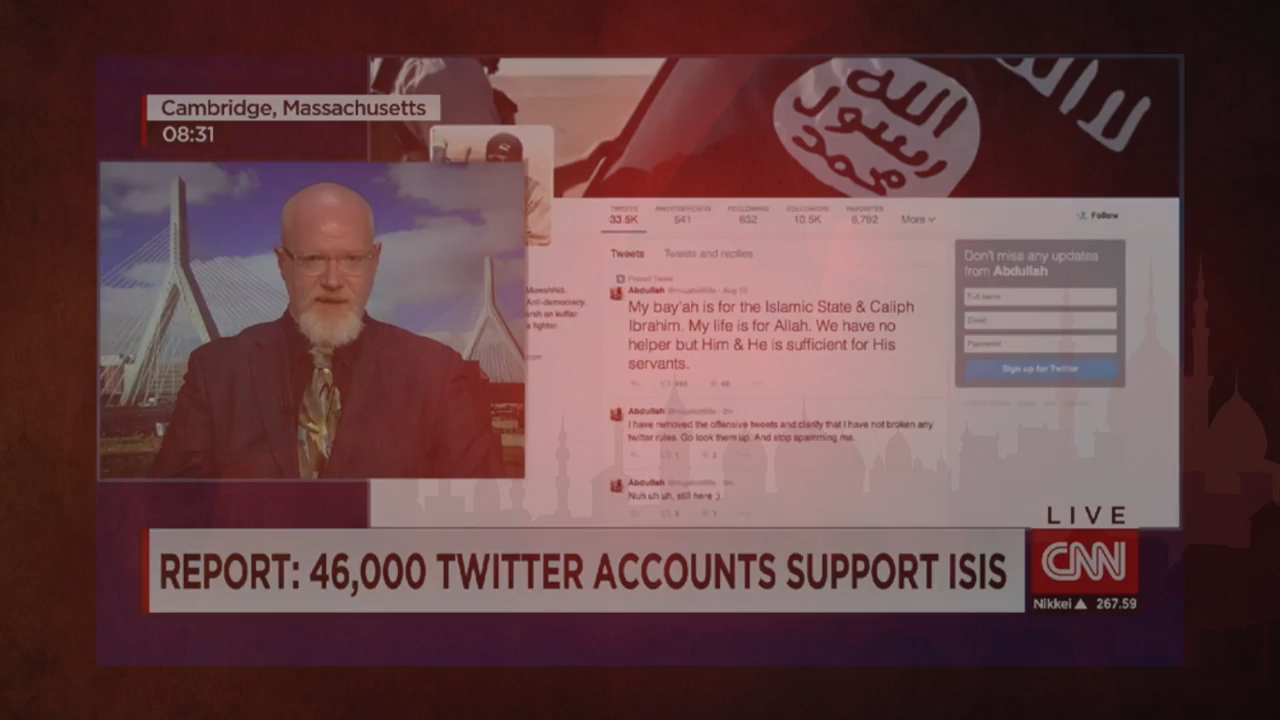 Cambridge, Massachusetts
08:31
الله
رسول
محمد
TWEETS
33.5K
541
FOLLOWING
632
FOLLOWERS
10.5K
FAVORITES
6,792
More
Follow
Tweets
Tweets and replies
Don't miss any updates
from Abdullah
Full name
Email
Password
Sign up for Twitter
Pinned Tweet
Abdullah
My bay'ah is for the Islamic State & Caliph
Ibrahim. My life is for Allah. We have no
helper but Him & He is sufficient for His
servants.
Abdullah
I have removed the offensive tweets and clarify that I have not broken any
twitter rules. Go look them up. And stop spamming me.
Abdullah
Nuh uh uh, still here ;)
Anti-democracy.
a fighter.
LIVE
REPORT: 46,000 TWITTER ACCOUNTS SUPPORT ISIS
CNN
Nikkei ▲ 267.59